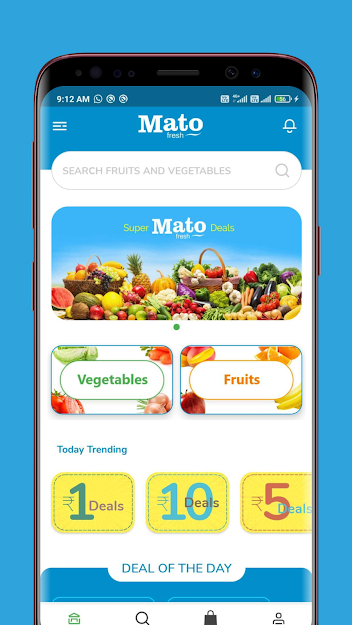 9:12 AM
Mato
fresh
SEARCH FRUITS AND VEGETABLES
Super Mato Deals
fresh
Vegetables
Fruits
Today Trending
₹1 Deals
₹10 Deals
₹5 Deals
DEAL OF THE DAY